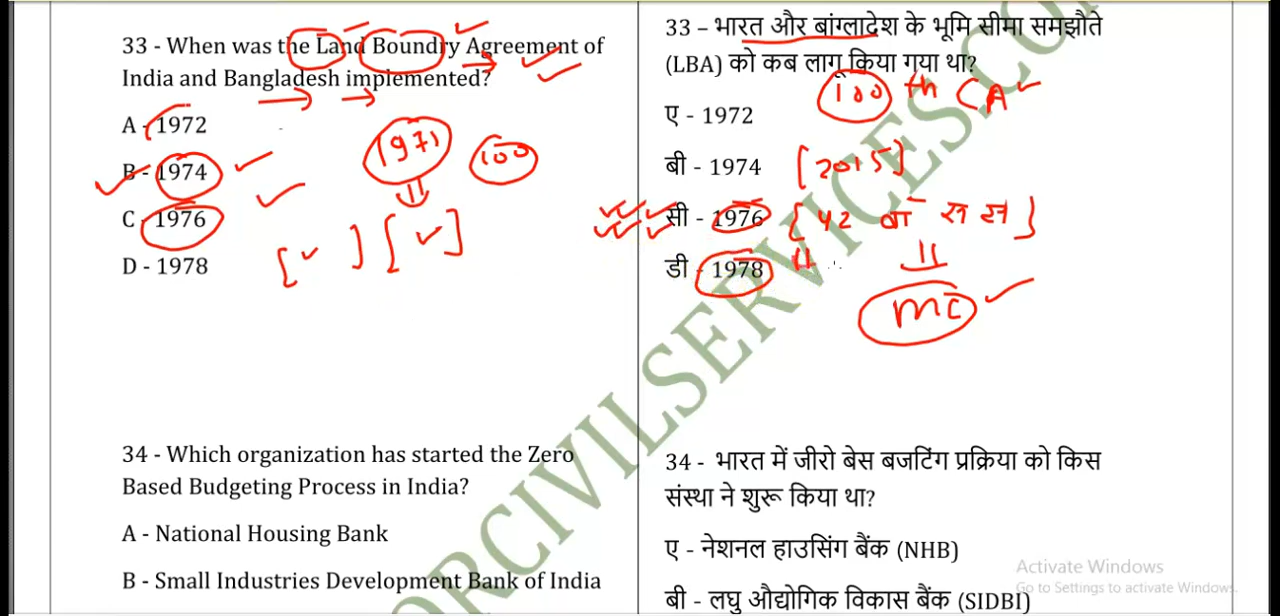 33 - When was the Land Boundry Agreement of
India and Bangladesh implemented?
A - 1972
B - 1974
C - 1976
D - 1978
1971
100
34 - Which organization has started the Zero
Based Budgeting Process in India?
A - National Housing Bank
B - Small Industries Development Bank of India
33 – भारत और बांग्लादेश के भूमि सीमा समझौते
(LBA) को कब लागू किया गया था?
100 th CA
ए - 1972
बी - 1974 [2015]
सी - 1976 {42 वा स स}
डी - 1978
MC
34 - भारत में जीरो बेस बजटिंग प्रक्रिया को किस
संस्था ने शुरू किया था?
ए - नेशनल हाउसिंग बैंक (NHB)
बी - लघु औद्योगिक विकास बैंक (SIDBI)
ORCIVILSERVICES.COM
Activate Windows
Go to Settings to activate Windows.